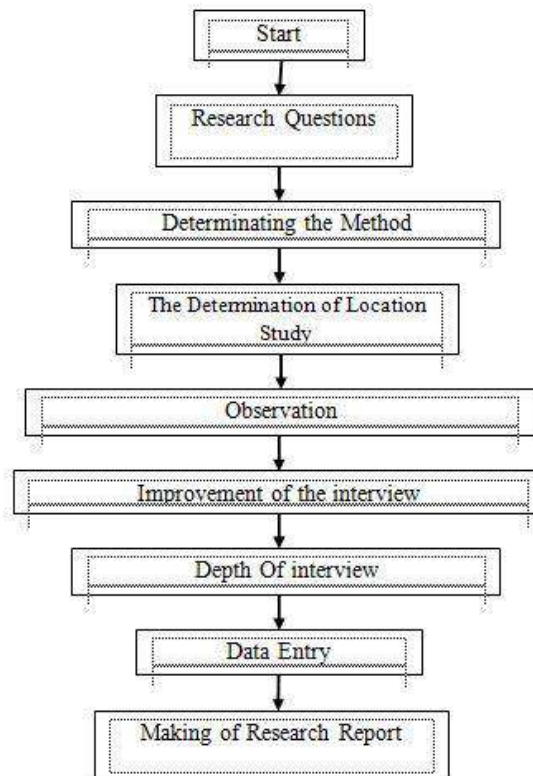 Start
Research Questions
Determinating the Method
The Determination of Location
Study
Observation
Improvement of the interview
Depth Of interview
Data Entry
Making of Research Report